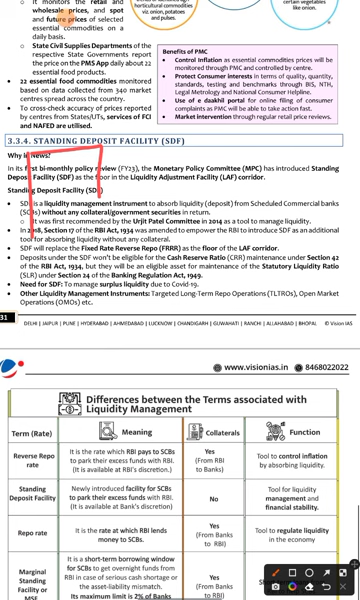 o It monitors the retail and
wholesale prices, and spot
and future prices of selected
essential commodities on a
daily basis.
o State Civil Supplies Departments of the
respective State Governments report
the price on the PMS App daily about 22
essential food products.
• 22 essential food commodities monitored
based on data collected from 340 market
centres spread across the country.
• To cross-check accuracy of prices reported
by centres from States/UTs, services of FCI
and NAFED are utilised.
horticultural commodities
viz. onion, potatoes
and pulses.
certain vegetables
like onion.
Benefits of PMC
• Control Inflation as essential commodities prices will be
monitored through PMC and controlled by centre.
• Protect Consumer interests in terms of quality, quantity,
standards, testing and benchmarks through BIS, NTH,
Legal Metrology and National Consumer Helpline.
• Use of e daakhil portal for online filing of consumer
complaints as PMC will be able to take action fast.
• Market intervention through regular retail price reviews.
3.3.4. STANDING DEPOSIT FACILITY (SDF)
Why in News?
In its first bi-monthly policy review (FY23), the Monetary Policy Committee (MPC) has introduced Standing
Deposit Facility (SDF) as the floor in the Liquidity Adjustment Facility (LAF) corridor.
Standing Deposit Facility (SDF)
• SDF is a liquidity management instrument to absorb liquidity (deposit) from Scheduled Commercial banks
(SCBs) without any collateral/government securities in return.
o It was first recommended by the Urjit Patel Committee in 2014 as a tool to manage liquidity.
• In 2018, Section 17 of the RBI Act, 1934 was amended to empower the RBI to introduce SDF as an additional
tool for absorbing liquidity without any collateral.
• SDF will replace the Fixed Rate Reverse Repo (FRRR) as the floor of the LAF corridor.
• Deposits under the SDF won't be eligible for the Cash Reserve Ratio (CRR) maintenance under Section 42
of the RBI Act, 1934, but they will be an eligible asset for maintenance of the Statutory Liquidity Ratio
(SLR) under Section 24 of the Banking Regulation Act, 1949.
• Need for SDF: To manage surplus liquidity due to Covid-19.
• Other Liquidity Management Instruments: Targeted Long-Term Repo Operations (TLTROs), Open Market
Operations (OMOs) etc.
31
DELHI | JAIPUR | PUNE | HYDERABAD | AHMEDABAD | LUCKNOW | CHANDIGARH | GUWAHATI | RANCHI | ALLAHABAD | BHOPAL © Vision IAS
www.visionias.in 8468022022
Differences between the Terms associated with
Liquidity Management
Term (Rate) Meaning Collaterals Function
Reverse Repo
rate
It is the rate which RBI pays to SCBs
to park their excess funds with RBI.
(It is available at RBI's discretion.)
Yes
(From RBI
to Banks)
Tool to control inflation
by absorbing liquidity.
Standing
Deposit Facility
Newly introduced facility for SCBs
to park their excess funds with RBI.
(It is available at Bank's discretion)
No
Tool for liquidity
management and
financial stability.
Repo rate
It is the rate at which RBI lends
money to SCBs.
Yes
(From Banks
to RBI)
Tool to regulate liquidity
in the economy
Marginal
Standing
Facility or
MSF
It is a short-term borrowing window
for SCBs to get overnight funds from
RBI in case of serious cash shortage or
the asset-liability mismatch.
Its maximum limit is 2% of Banks
Yes
(From Banks
to RBI)